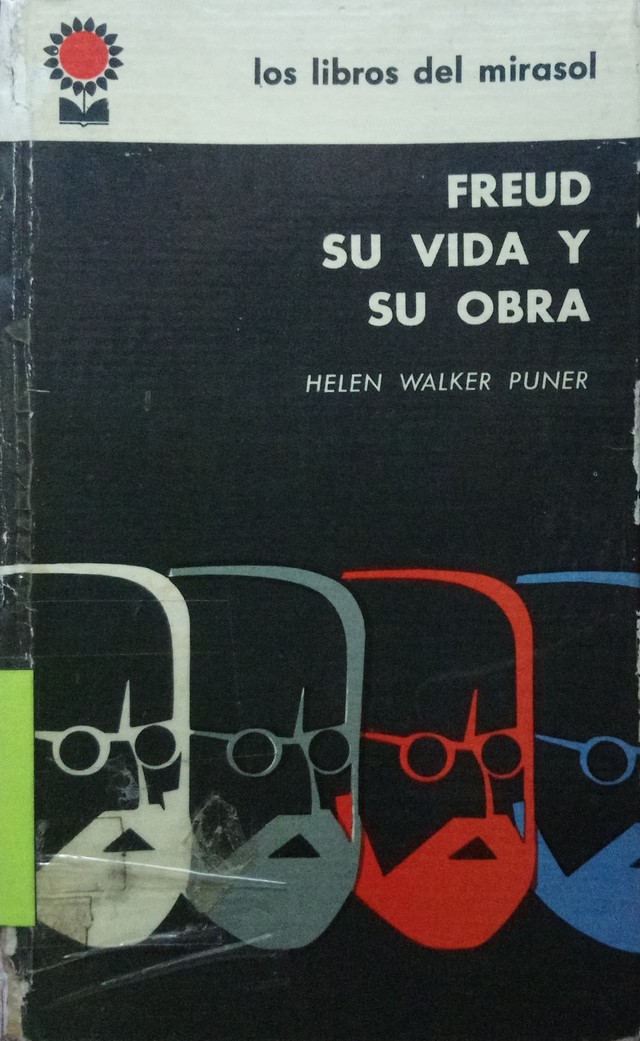 los libros del mirasol
FREUD
SU VIDA Y
SU OBRA
HELEN WALKER PUNER